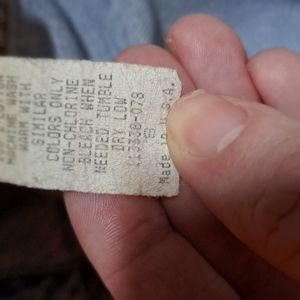 MACHINE WASH
WARM WITH
SIMILAR
COLORS ONLY
NON-CHLORINE
BLEACH WHEN
NEEDED TUMBLE
DRY LOW
Made in U.S.A.